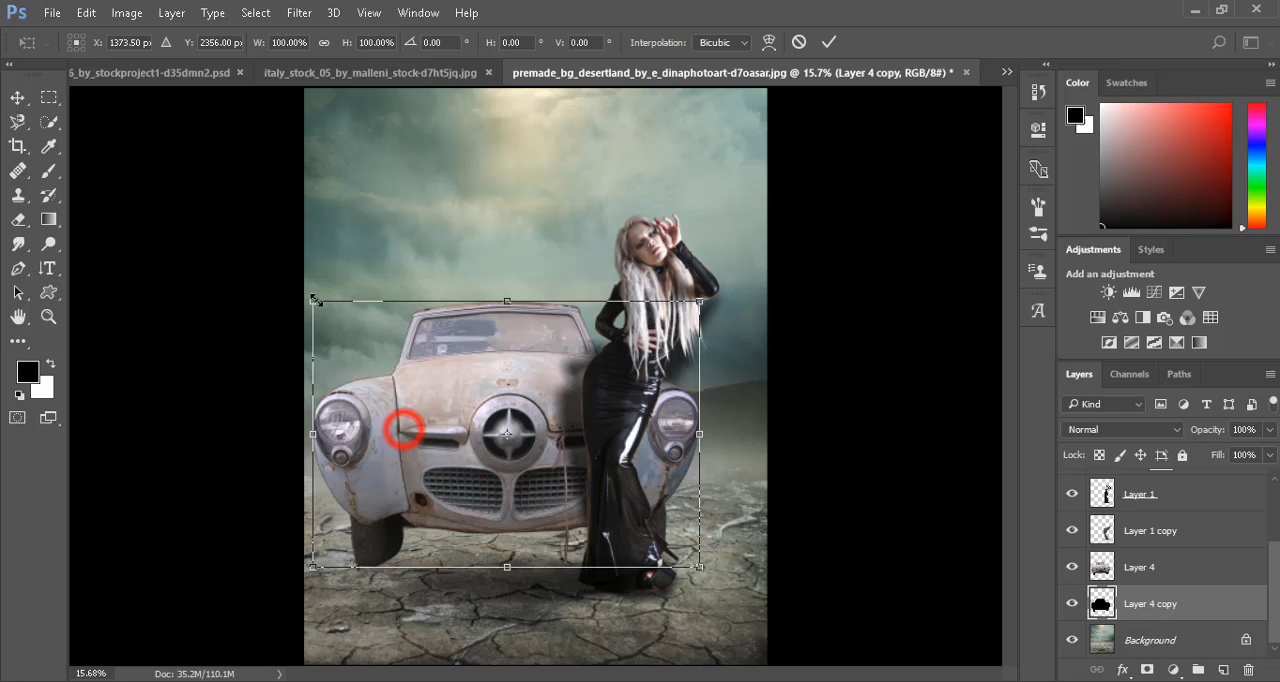 Ps File Edit Image Layer Type Select Filter 3D View Window Help
X: 1373.50 px Y: 2356.00 px W: 100.00% H: 100.00% 0.00 ° H: 0.00 ° V: 0.00 ° Interpolation: Bicubic
6_by_stockproject1-d35dmn2.psd × italy_stock_05_by_malleni_stock-d7ht5jq.jpg × premade_bg_desertland_by_e_dinaphotoart-d7oasar.jpg @ 15.7% (Layer 4 copy, RGB/8#) * ×
Color Swatches
Adjustments Styles
Add an adjustment
Layers Channels Paths
Kind
Normal Opacity: 100%
Lock: Fill: 100%
Layer 1
Layer 1 copy
Layer 4
Layer 4 copy
Background
15.68% Doc: 35.2M/110.1M